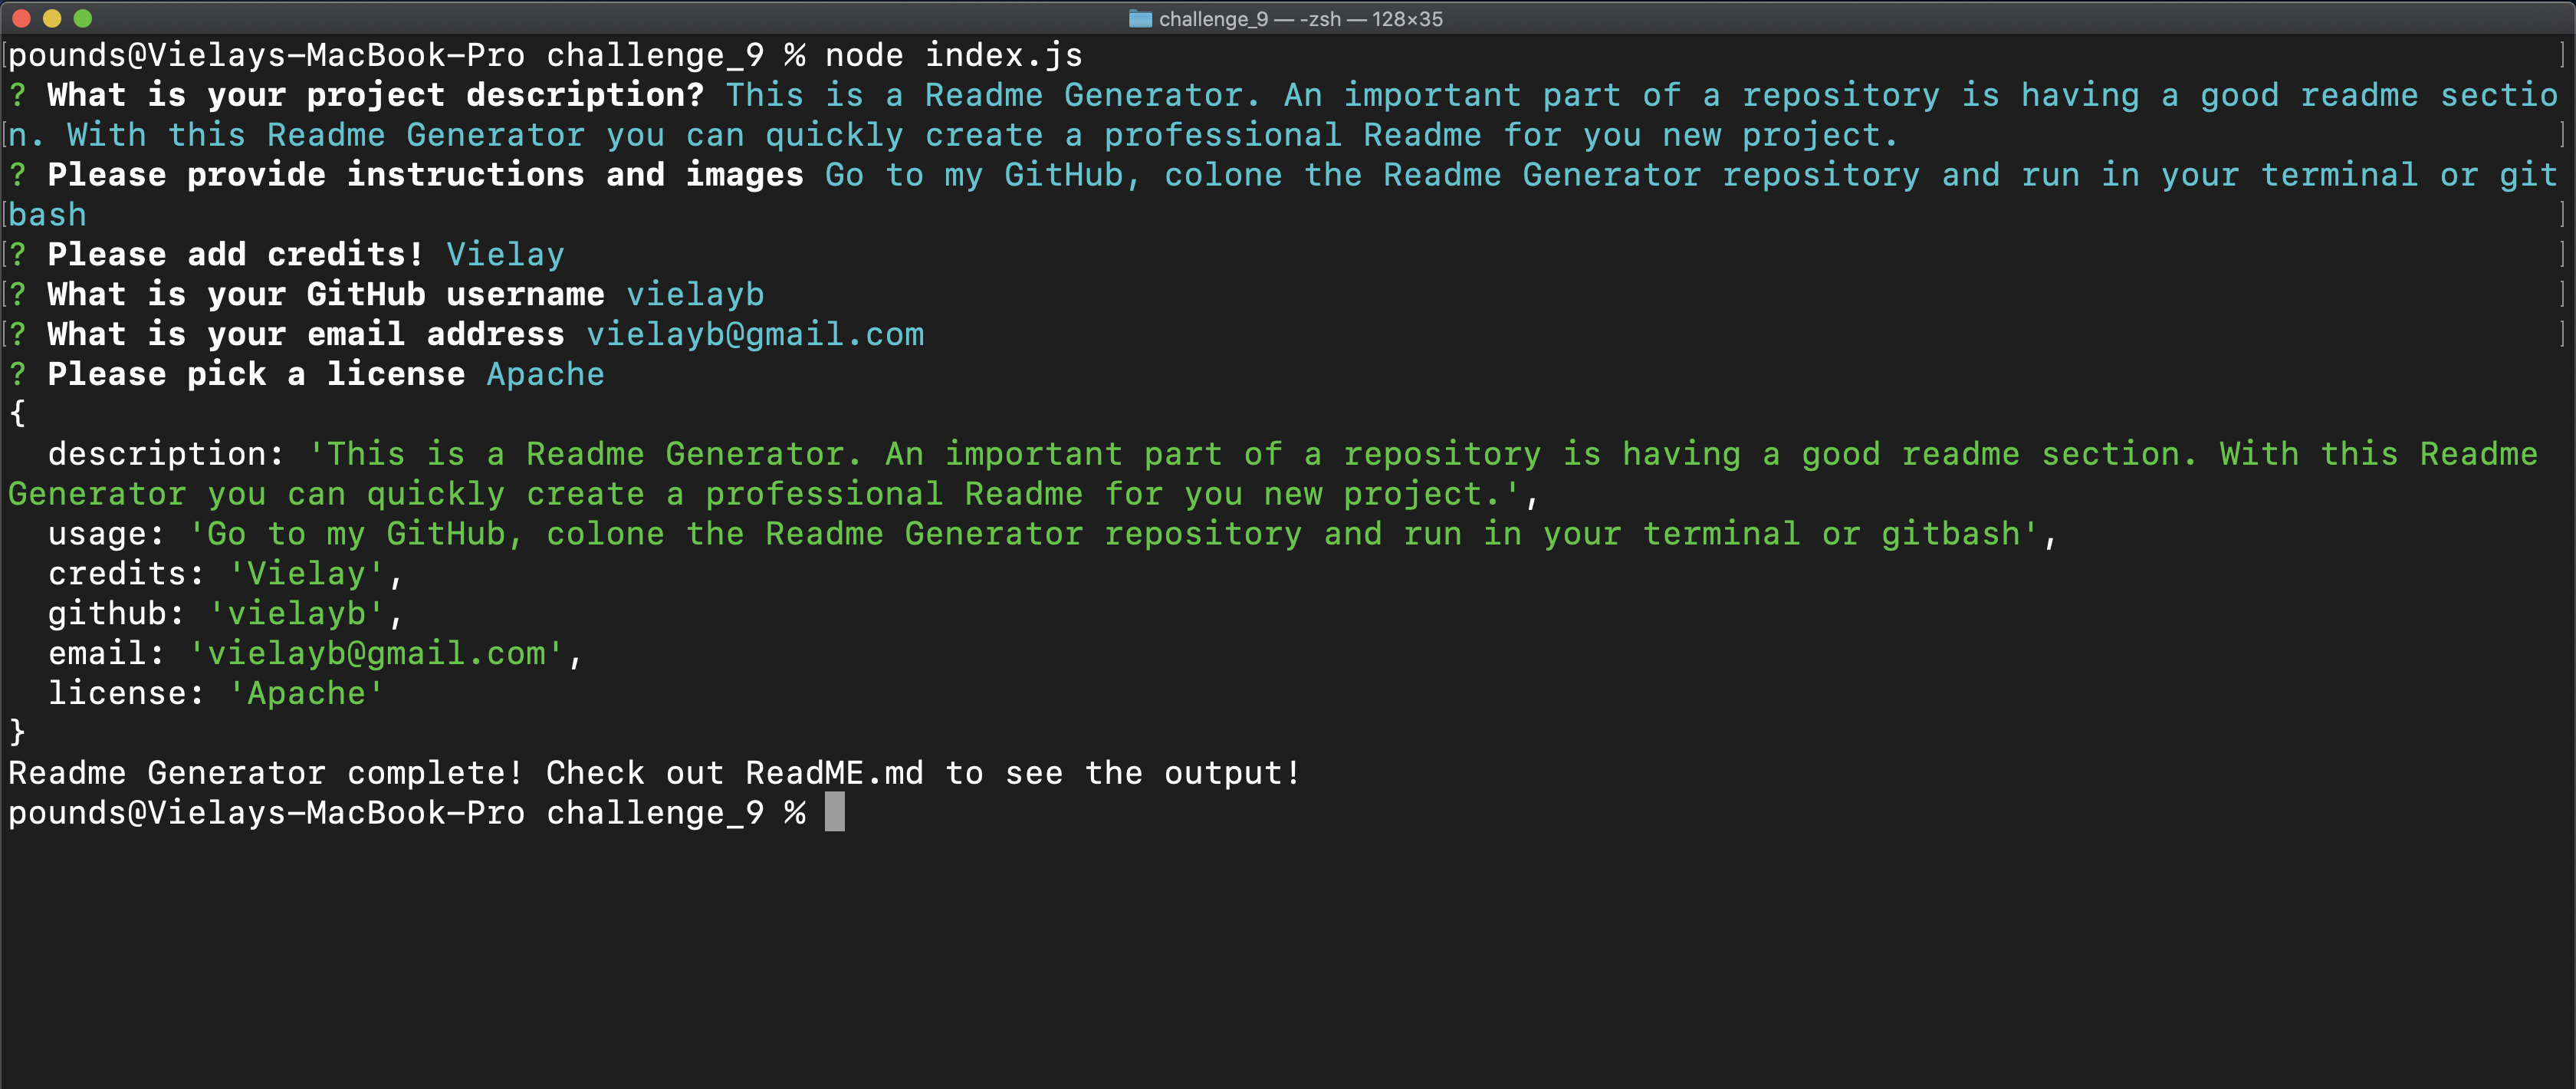 challenge_9 — -zsh — 128×35
[pounds@Vielays-MacBook-Pro challenge_9 % node index.js ]
? What is your project description? This is a Readme Generator. An important part of a repository is having a good readme sectio
[n. With this Readme Generator you can quickly create a professional Readme for you new project. ]
? Please provide instructions and images Go to my GitHub, colone the Readme Generator repository and run in your terminal or git
[bash ]
[? Please add credits! Vielay ]
[? What is your GitHub username vielayb ]
[? What is your email address vielayb@gmail.com ]
? Please pick a license Apache
{
  description: 'This is a Readme Generator. An important part of a repository is having a good readme section. With this Readme
Generator you can quickly create a professional Readme for you new project.',
  usage: 'Go to my GitHub, colone the Readme Generator repository and run in your terminal or gitbash',
  credits: 'Vielay',
  github: 'vielayb',
  email: 'vielayb@gmail.com',
  license: 'Apache'
}
Readme Generator complete! Check out ReadME.md to see the output!
pounds@Vielays-MacBook-Pro challenge_9 %